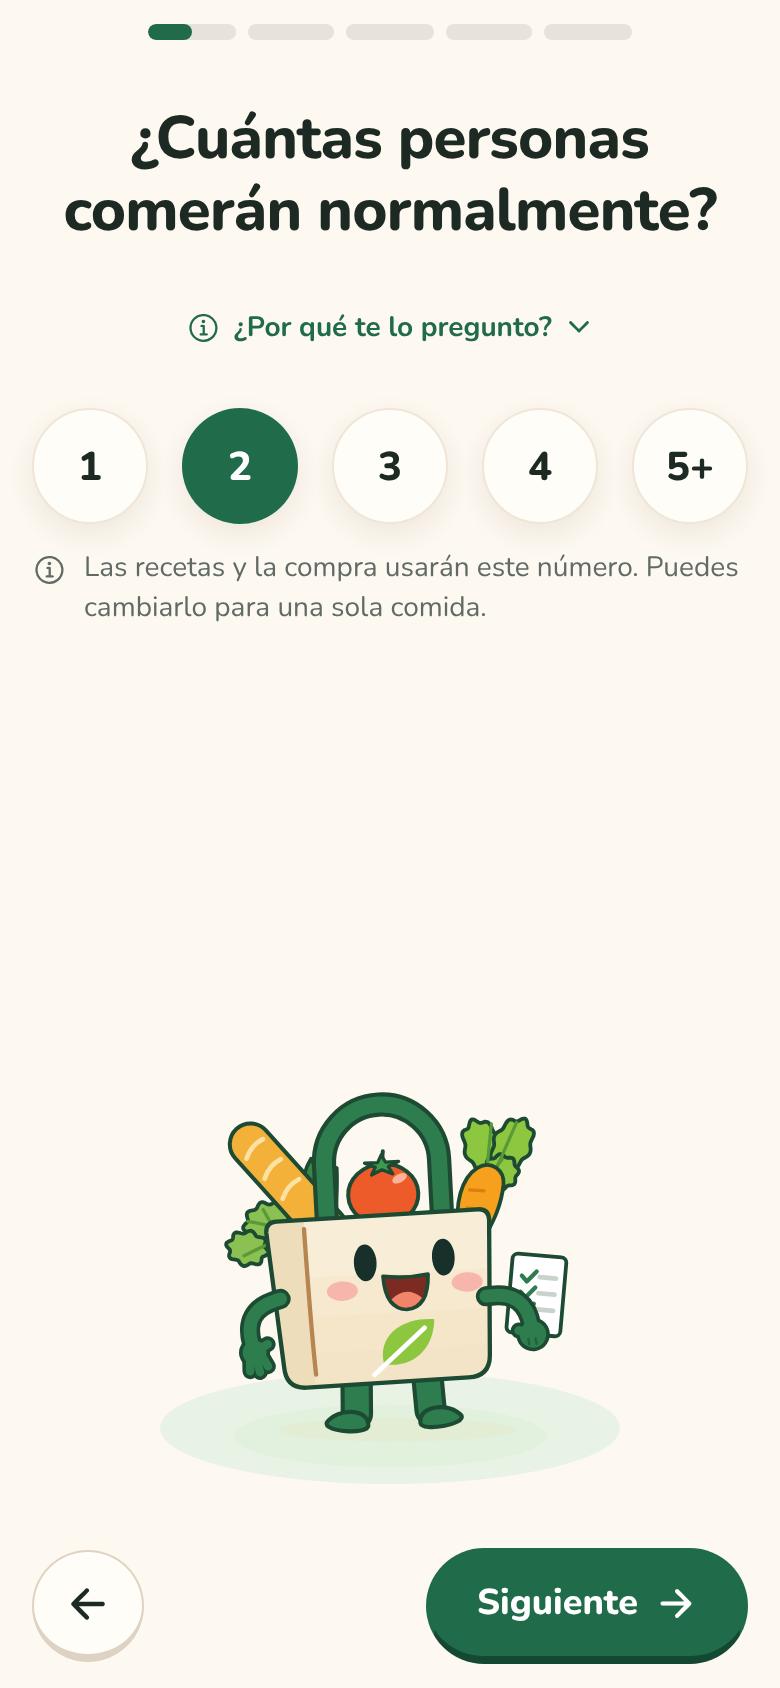 ¿Cuántas personas
comerán normalmente?
¿Por qué te lo pregunto?
1 2 3 4 5+
Las recetas y la compra usarán este número. Puedes
cambiarlo para una sola comida.
Siguiente